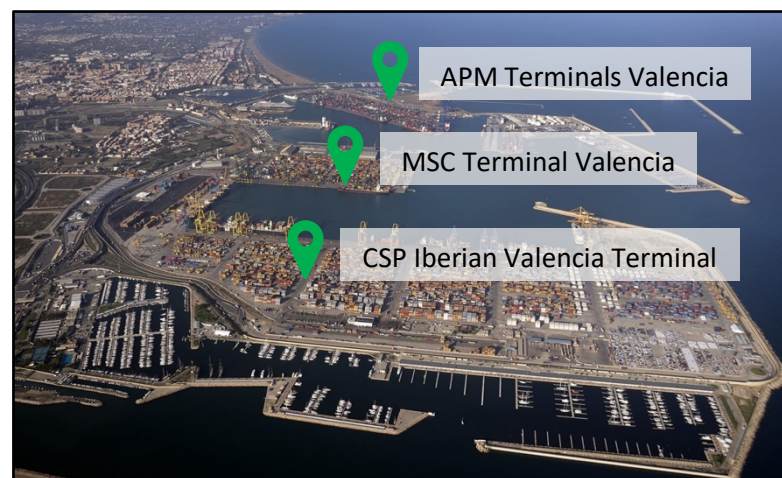 APM Terminals Valencia
MSC Terminal Valencia
CSP Iberian Valencia Terminal